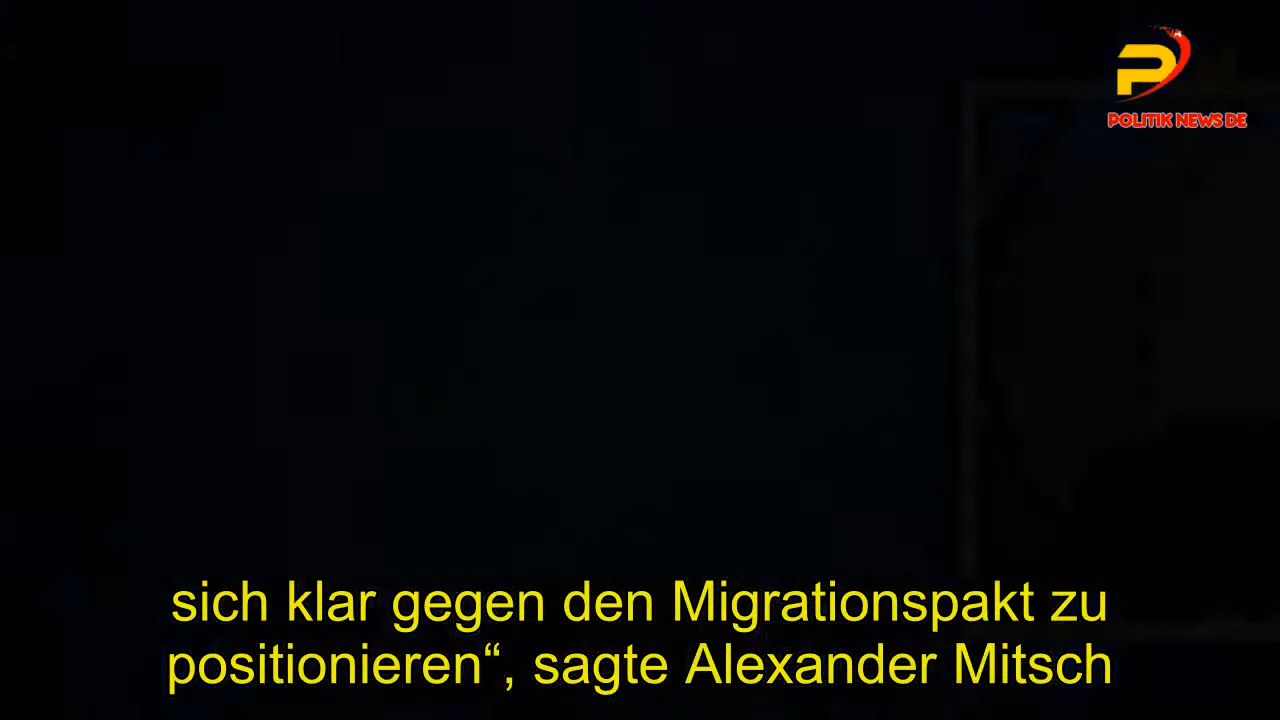 POLITIK NEWS DE
sich klar gegen den Migrationspakt zu
positionieren“, sagte Alexander Mitsch